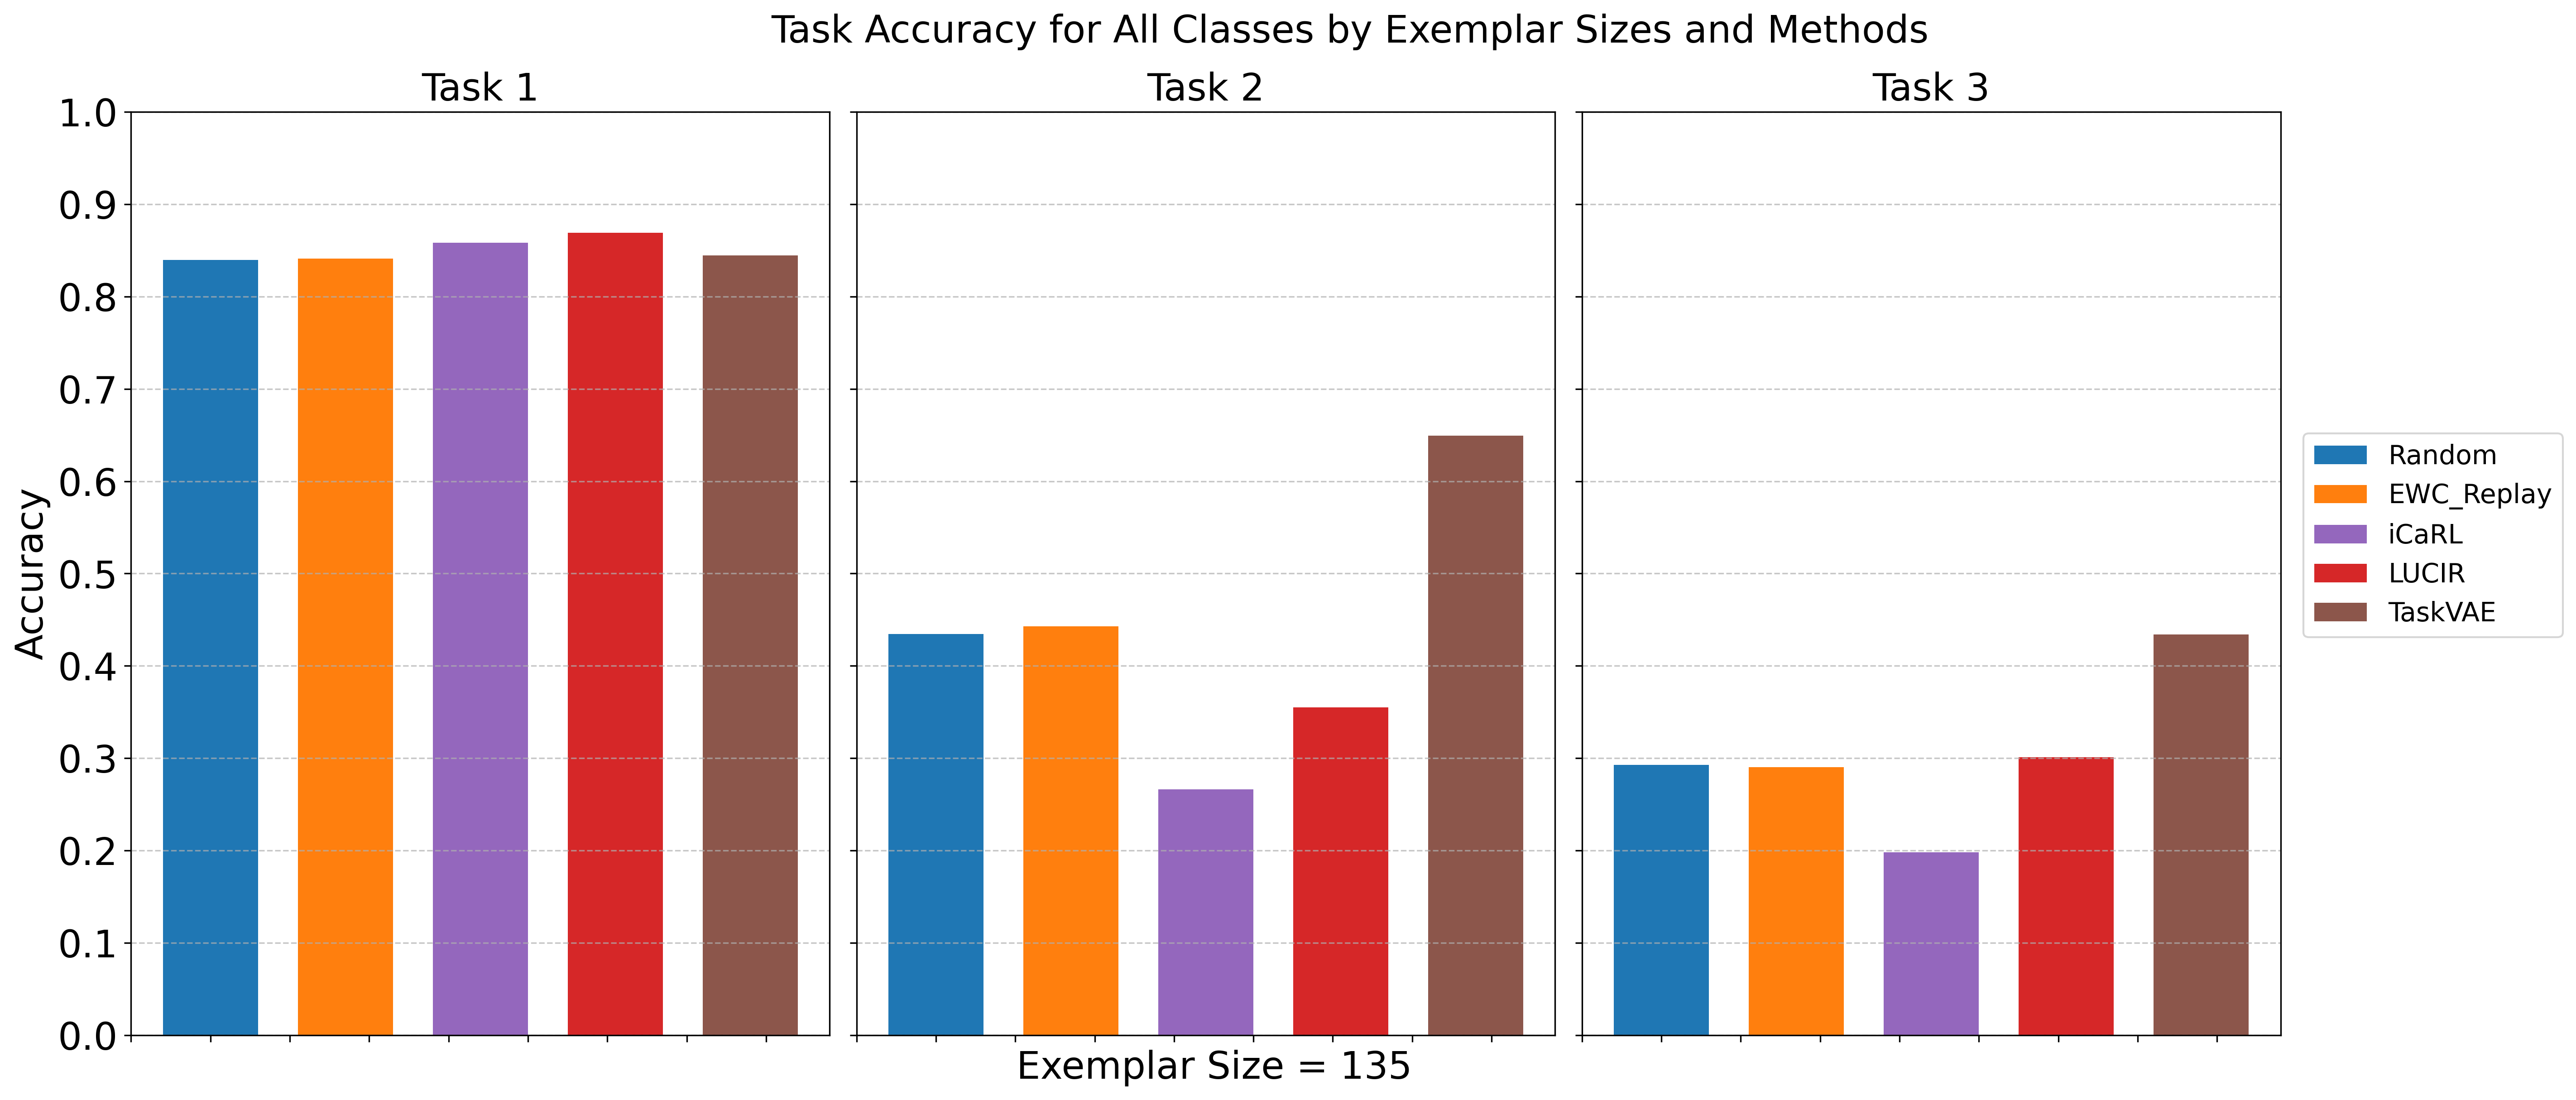 Task Accuracy for All Classes by Exemplar Sizes and Methods
Task 1
Task 2
Task 3
1.0
0.9
0.8
0.7
0.6
0.5
0.4
0.3
0.2
0.1
0.0
Accuracy
Exemplar Size = 135
Random
EWC_Replay
iCaRL
LUCIR
TaskVAE